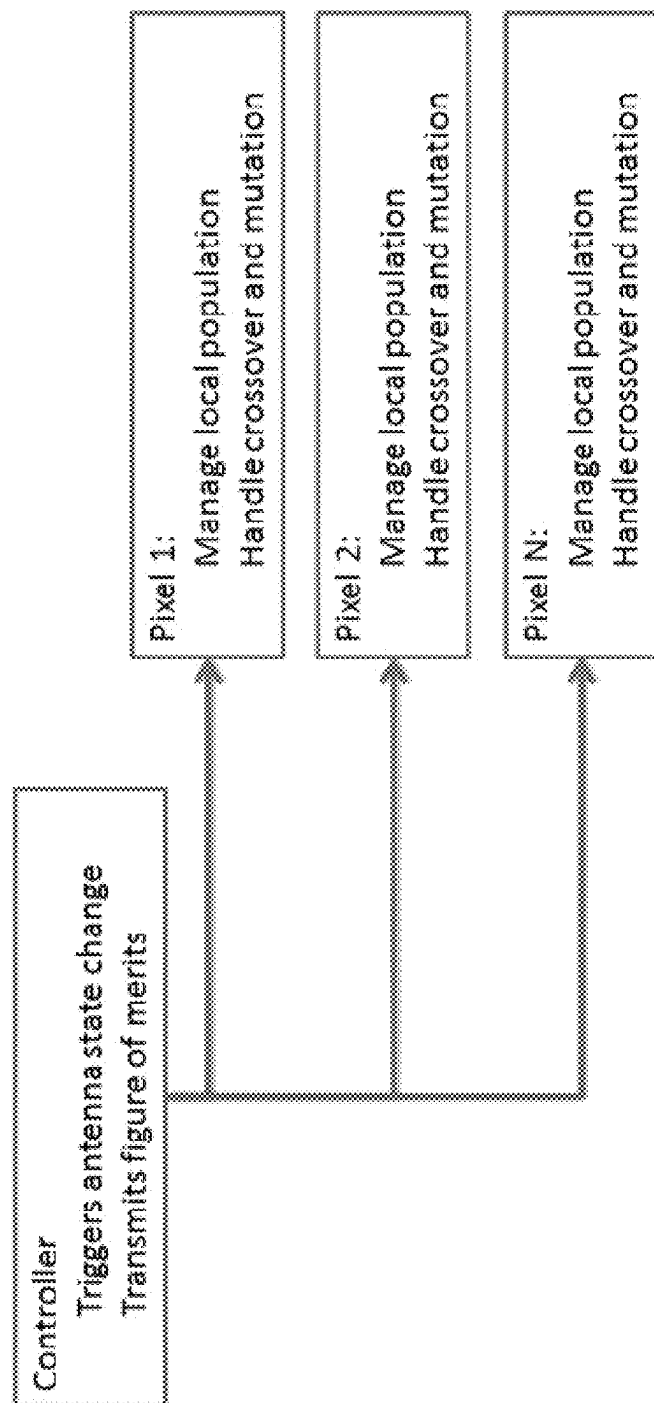 Controller
Triggers antenna state change
Transmits figure of merits
Pixel 1:
Manage local population
Handle crossover and mutation
Pixel 2:
Manage local population
Handle crossover and mutation
Pixel N:
Manage local population
Handle crossover and mutation